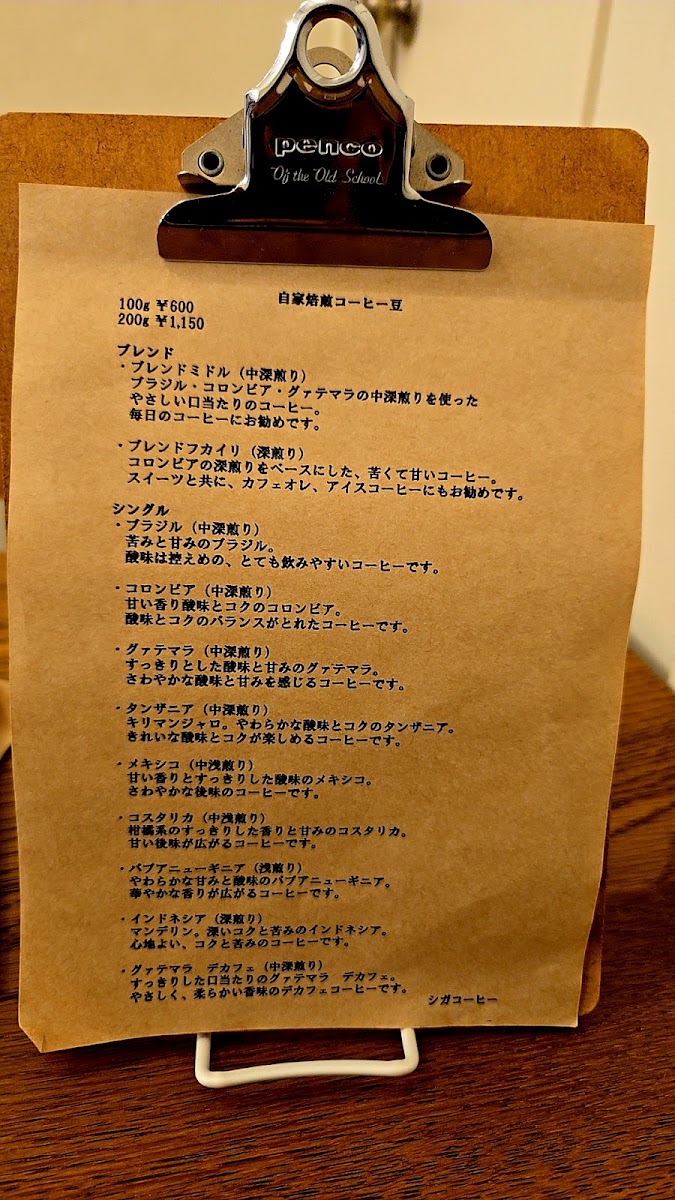 penco
Of the Old School
自家焙煎コーヒー豆
100g ¥600
200g ¥1,150
ブレンド
・ブレンドミドル（中深煎り）
ブラジル・コロンビア・グァテマラの中深煎りを使った
やさしい口当たりのコーヒー。
毎日のコーヒーにお勧めです。
・ブレンドフカイリ（深煎り）
コロンビアの深煎りをベースにした、苦くて甘いコーヒー。
スイーツと共に、カフェオレ、アイスコーヒーにもお勧めです。
シングル
・ブラジル（中深煎り）
苦みと甘みのブラジル。
酸味は控えめの、とても飲みやすいコーヒーです。
・コロンビア（中深煎り）
甘い香り酸味とコクのコロンビア。
酸味とコクのバランスがとれたコーヒーです。
・グァテマラ（中深煎り）
すっきりとした酸味と甘みのグァテマラ。
さわやかな酸味と甘みを感じるコーヒーです。
・タンザニア（中深煎り）
キリマンジャロ。やわらかな酸味とコクのタンザニア。
きれいな酸味とコクが楽しめるコーヒーです。
・メキシコ（中浅煎り）
甘い香りとすっきりした酸味のメキシコ。
さわやかな後味のコーヒーです。
・コスタリカ（中浅煎り）
柑橘系のすっきりした香りと甘みのコスタリカ。
甘い後味が広がるコーヒーです。
・パプアニューギニア（浅煎り）
やわらかな甘みと酸味のパプアニューギニア。
華やかな香りが広がるコーヒーです。
・インドネシア（深煎り）
マンデリン。深いコクと苦みのインドネシア。
心地よい、コクと苦みのコーヒーです。
・グァテマラ　デカフェ（中深煎り）
すっきりした口当たりのグァテマラ　デカフェ。
やさしく、柔らかい香味のデカフェコーヒーです。
シガコーヒー